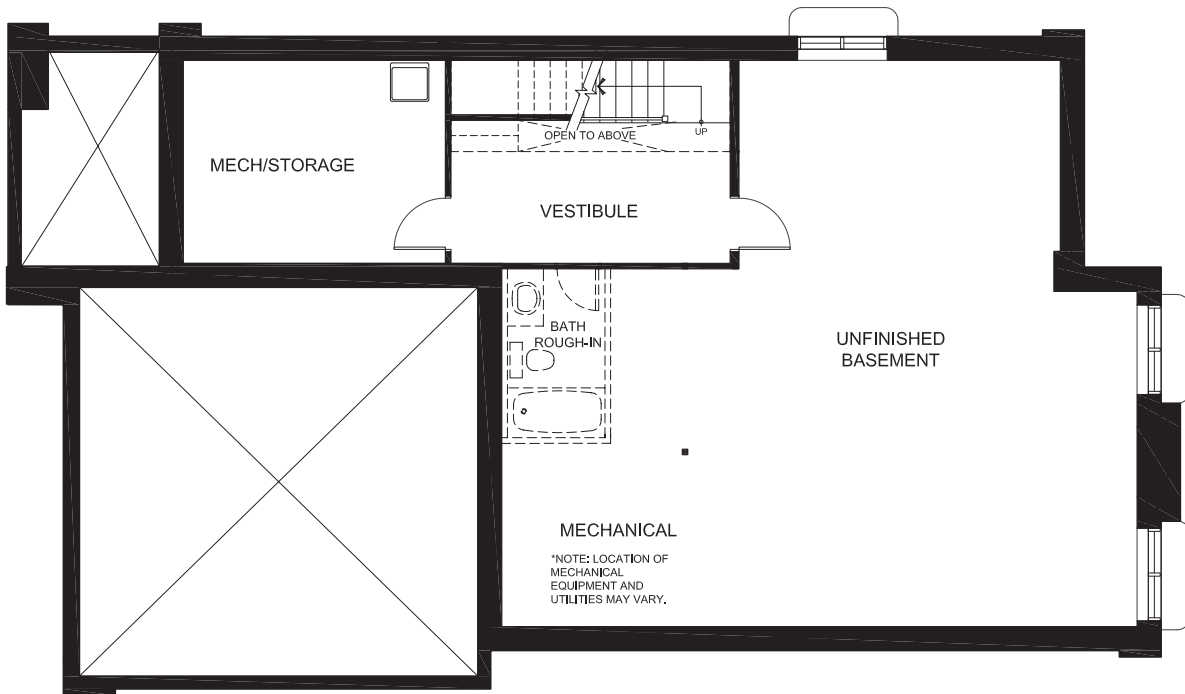 OPEN TO ABOVE
UP
MECH/STORAGE
VESTIBULE
BATH
ROUGH-IN
UNFINISHED
BASEMENT
MECHANICAL
*NOTE: LOCATION OF
MECHANICAL
EQUIPMENT AND
UTILITIES MAY VARY.